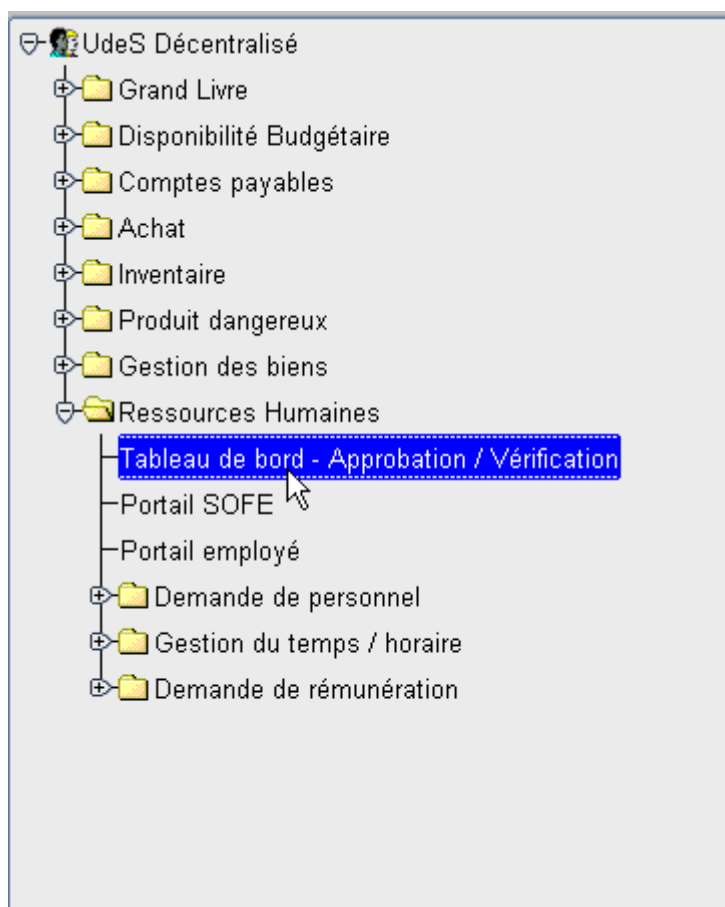 UdeS Décentralisé
Grand Livre
Disponibilité Budgétaire
Comptes payables
Achat
Inventaire
Produit dangereux
Gestion des biens
Ressources Humaines
Tableau de bord - Approbation / Vérification
Portail SOFE
Portail employé
Demande de personnel
Gestion du temps / horaire
Demande de rémunération